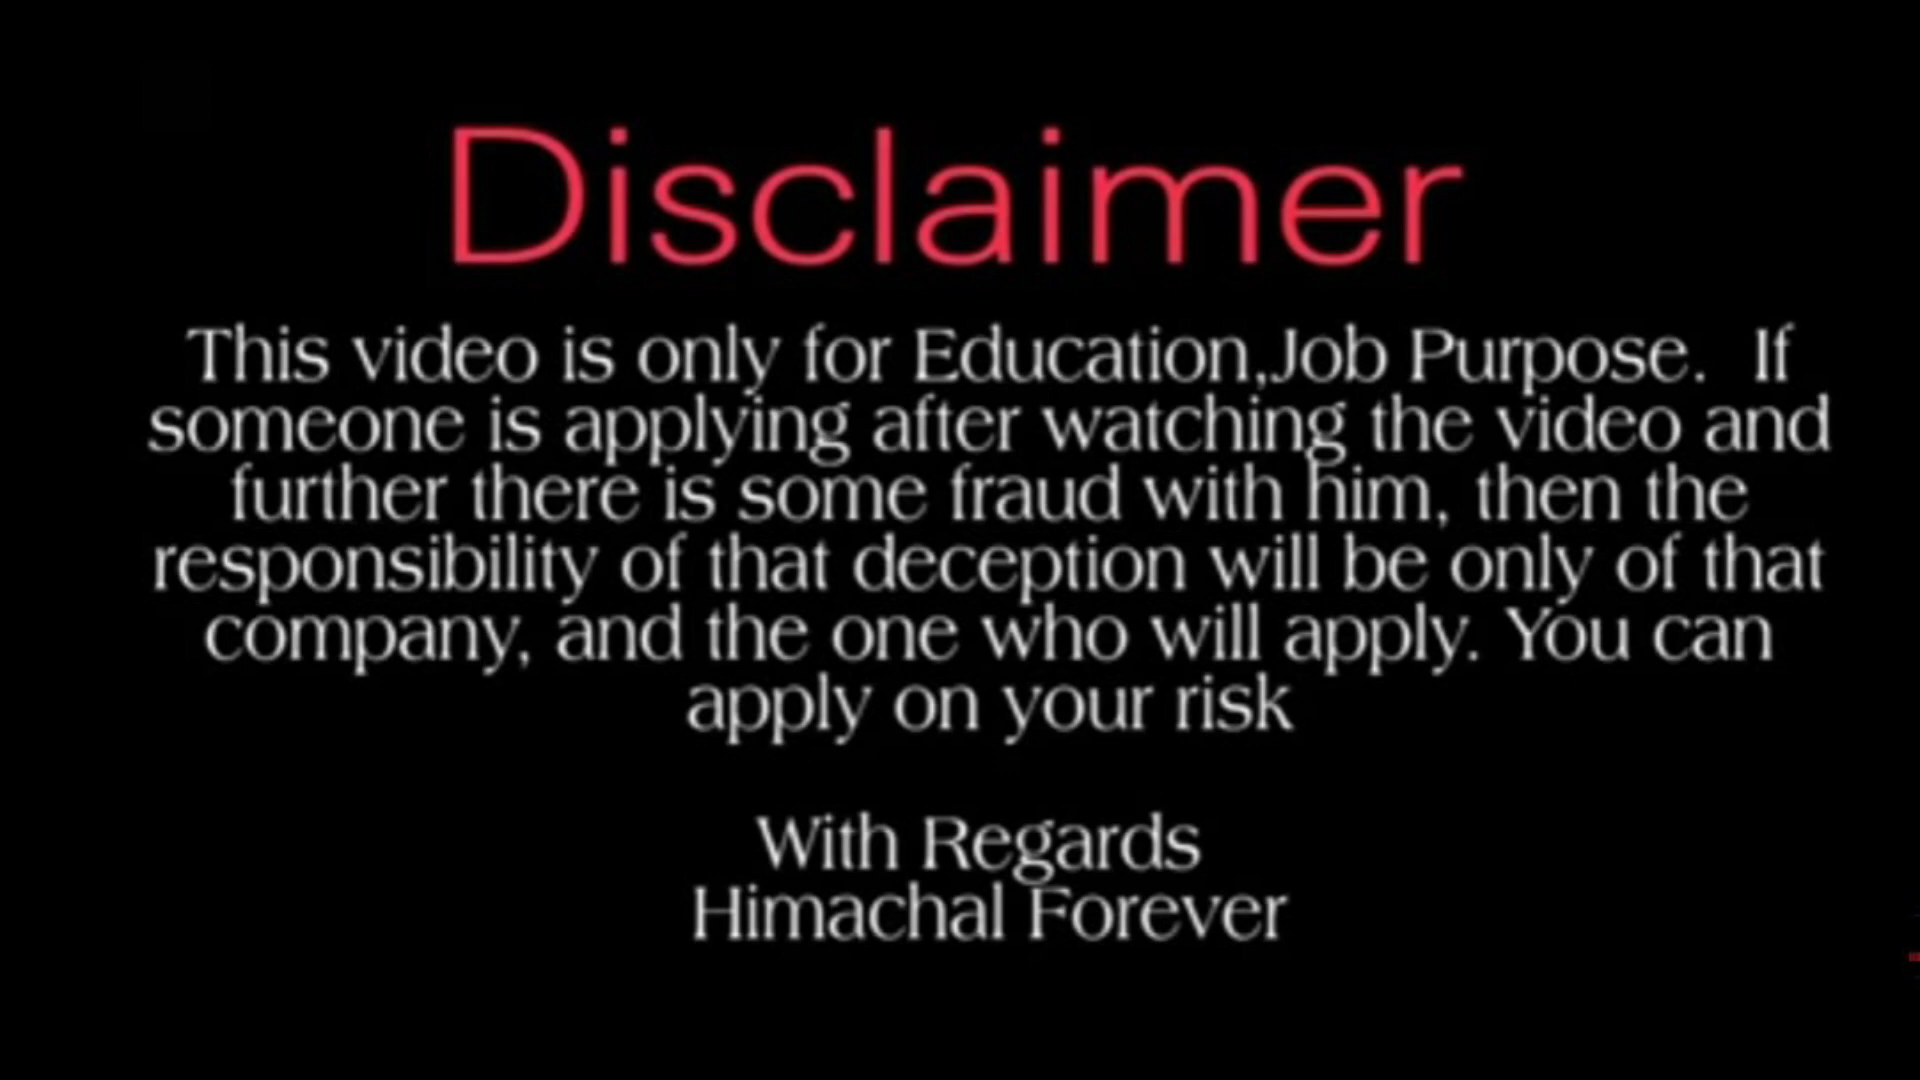 Disclaimer
This video is only for Education,Job Purpose.  If
someone is applying after watching the video and
further there is some fraud with him, then the
responsibility of that deception will be only of that
company, and the one who will apply. You can
apply on your risk
With Regards
Himachal Forever